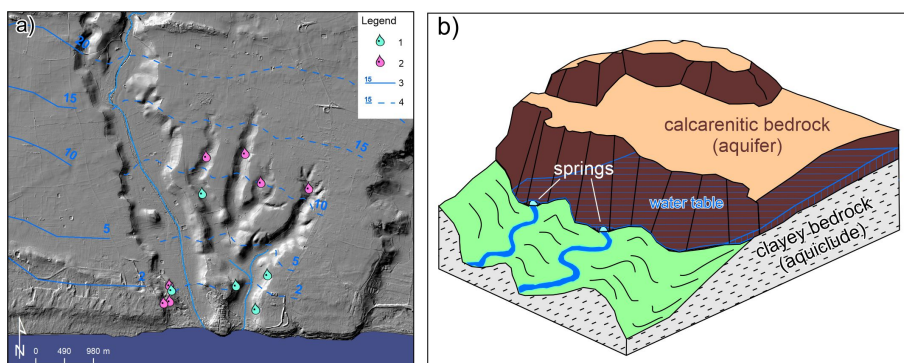 a)
Legend
1
2
15 3
15 4
20
15
15
10
10
5
5
2
2
N
0 490 980 m
b)
calcarenitic bedrock
(aquifer)
springs
water table
clayey bedrock
(aquiclude)